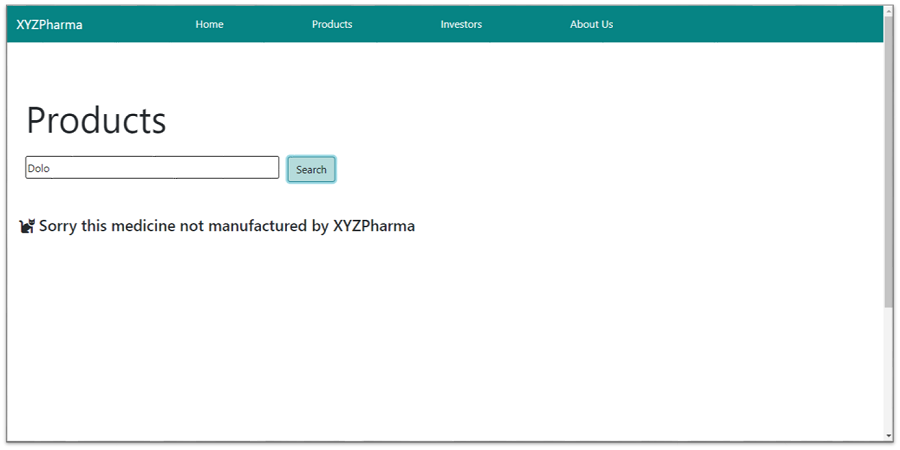 XYZPharma Home Products Investors About Us
Products
Dolo Search
Sorry this medicine not manufactured by XYZPharma